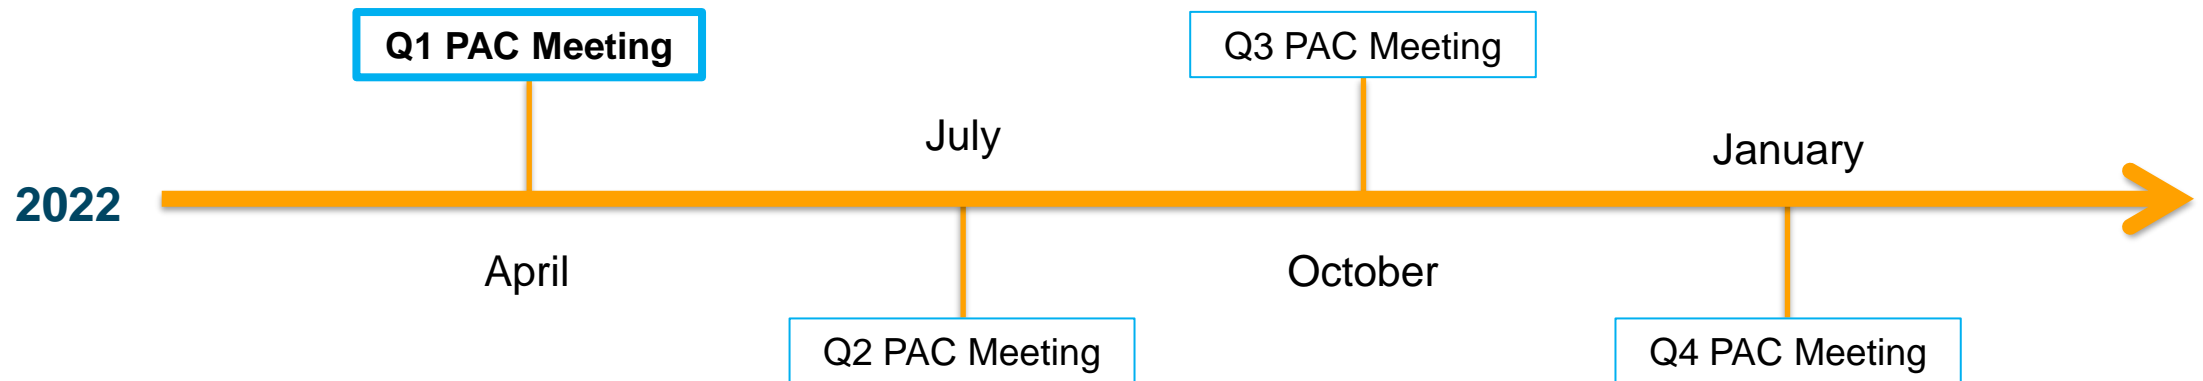 Q1 PAC Meeting
Q3 PAC Meeting
July
January
2022
April
October
Q2 PAC Meeting
Q4 PAC Meeting